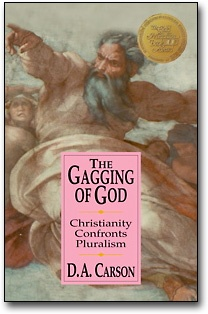 THE
GAGGING
OF GOD
Christianity
Confronts
Pluralism
D.A. CARSON